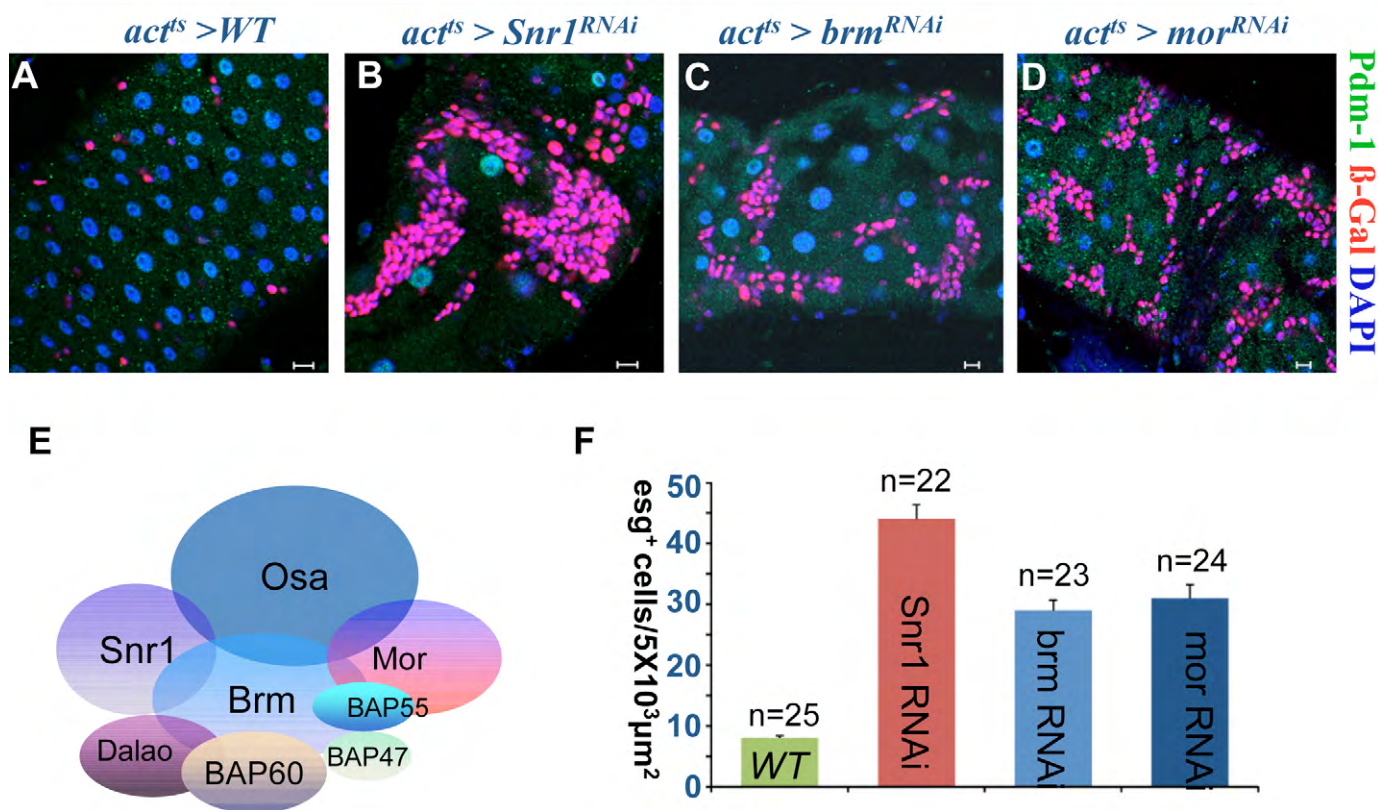 act^ts >WT
act^ts > Snr1^RNAi
act^ts > brm^RNAi
act^ts > mor^RNAi
A
B
C
D
Pdm-1 ß-Gal DAPI
E
Osa
Snr1
Mor
Brm
BAP55
Dalao
BAP60
BAP47
F
esg⁺ cells/5X10³µm²
50
40
30
20
10
0
n=25
n=22
n=23
n=24
WT
Snr1 RNAi
brm RNAi
mor RNAi